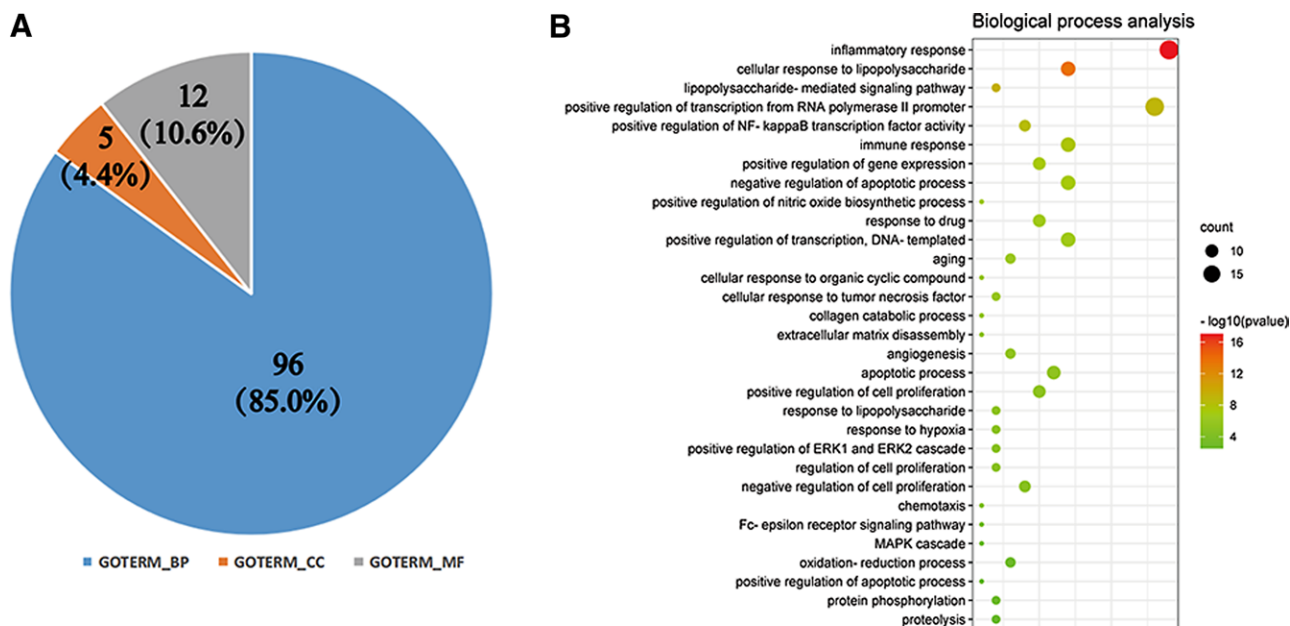 A
12
(10.6%)
5
(4.4%)
96
(85.0%)
GOTERM_BP GOTERM_CC GOTERM_MF
B
Biological process analysis
inflammatory response
cellular response to lipopolysaccharide
lipopolysaccharide- mediated signaling pathway
positive regulation of transcription from RNA polymerase II promoter
positive regulation of NF- kappaB transcription factor activity
immune response
positive regulation of gene expression
negative regulation of apoptotic process
positive regulation of nitric oxide biosynthetic process
response to drug
positive regulation of transcription, DNA- templated
aging
cellular response to organic cyclic compound
cellular response to tumor necrosis factor
collagen catabolic process
extracellular matrix disassembly
angiogenesis
apoptotic process
positive regulation of cell proliferation
response to lipopolysaccharide
response to hypoxia
positive regulation of ERK1 and ERK2 cascade
regulation of cell proliferation
negative regulation of cell proliferation
chemotaxis
Fc- epsilon receptor signaling pathway
MAPK cascade
oxidation- reduction process
positive regulation of apoptotic process
protein phosphorylation
proteolysis
count
10
15
- log10(pvalue)
16
12
8
4